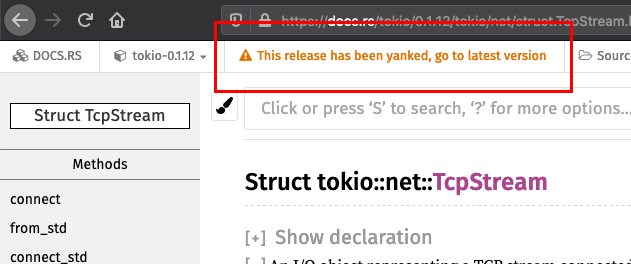 https://docs.rs/tokio/0.1.12/tokio/net/struct.TcpStream.
DOCS.RS
tokio-0.1.12
This release has been yanked, go to latest version
Sourc
Struct TcpStream
Click or press ‘S’ to search, ‘?’ for more options...
Methods
Struct tokio::net::TcpStream
connect
from_std
[+] Show declaration
connect_std
[-] An I/O object representing a TCP stream connected